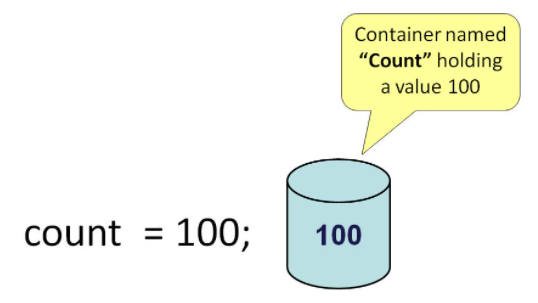 Container named
“Count” holding
a value 100
count = 100;
100